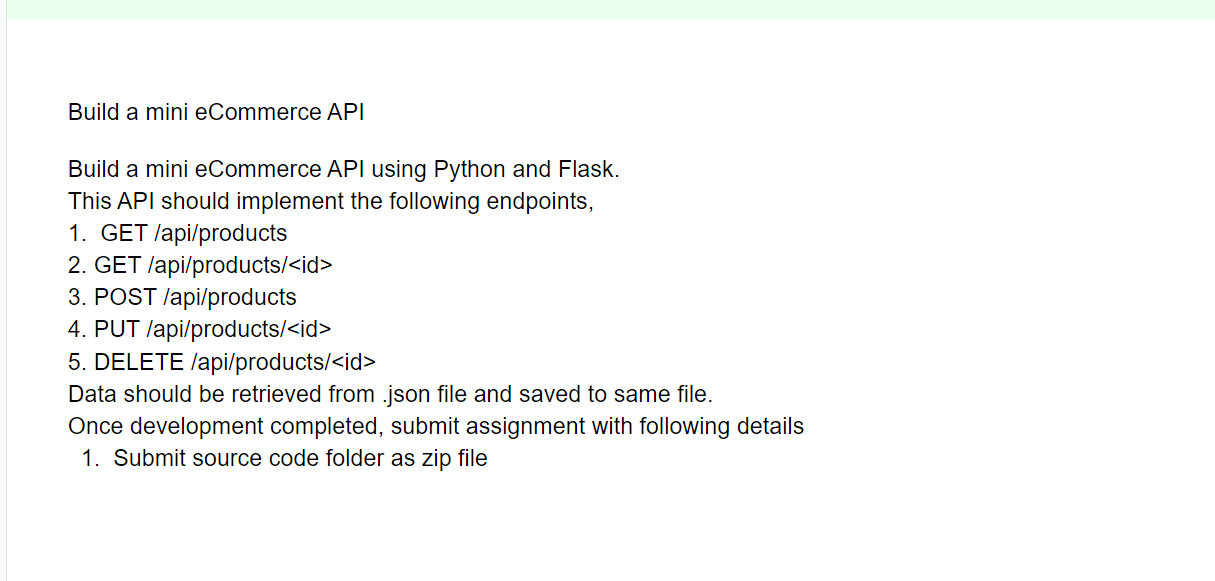 Build a mini eCommerce API
Build a mini eCommerce API using Python and Flask.
This API should implement the following endpoints,
1. GET /api/products
2. GET /api/products/<id>
3. POST /api/products
4. PUT /api/products/<id>
5. DELETE /api/products/<id>
Data should be retrieved from .json file and saved to same file.
Once development completed, submit assignment with following details
1. Submit source code folder as zip file